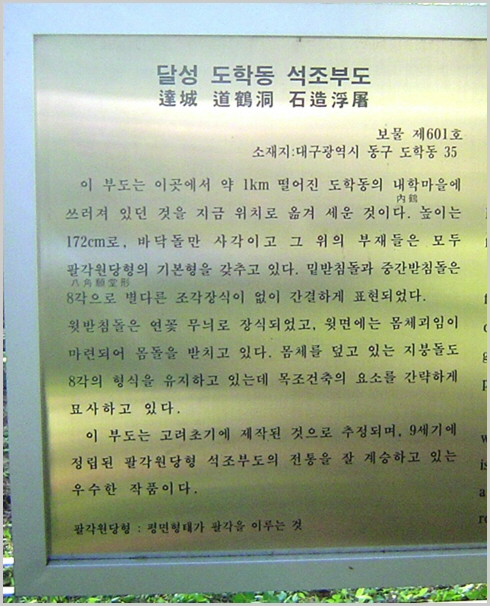 달성 도학동 석조부도
達城 道鶴洞 石造浮屠
보물 제601호
소재지:대구광역시 동구 도학동 35
이 부도는 이곳에서 약 1km 떨어진 도학동의 내학마을에
內鶴
쓰러져 있던 것을 지금 위치로 옮겨 세운 것이다. 높이는
172cm로, 바닥돌만 사각이고 그 위의 부재들은 모두
팔각원당형의 기본형을 갖추고 있다. 밑받침돌과 중간받침돌은
八角願堂形
8각으로 별다른 조각장식이 없이 간결하게 표현되었다.
윗받침돌은 연꽃 무늬로 장식되었고, 윗면에는 몸체괴임이
마련되어 몸돌을 받치고 있다. 몸체를 덮고 있는 지붕돌도
8각의 형식을 유지하고 있는데 목조건축의 요소를 간략하게
묘사하고 있다.
이 부도는 고려초기에 제작된 것으로 추정되며, 9세기에
정립된 팔각원당형 석조부도의 전통을 잘 계승하고 있는
우수한 작품이다.
팔각원당형 : 평면형태가 팔각을 이루는 것